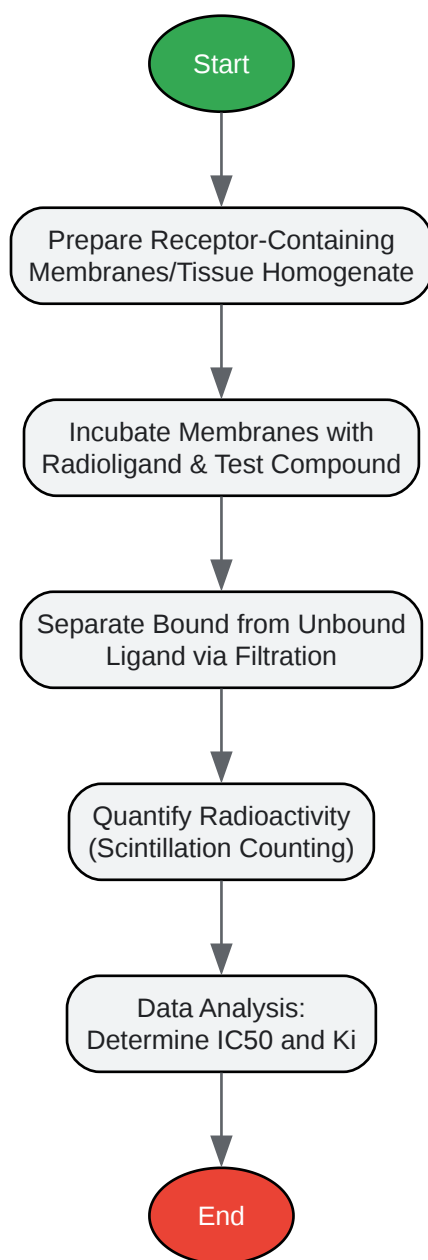 Start
Prepare Receptor-Containing
Membranes/Tissue Homogenate
Incubate Membranes with
Radioligand & Test Compound
Separate Bound from Unbound
Ligand via Filtration
Quantify Radioactivity
(Scintillation Counting)
Data Analysis:
Determine IC50 and Ki
End